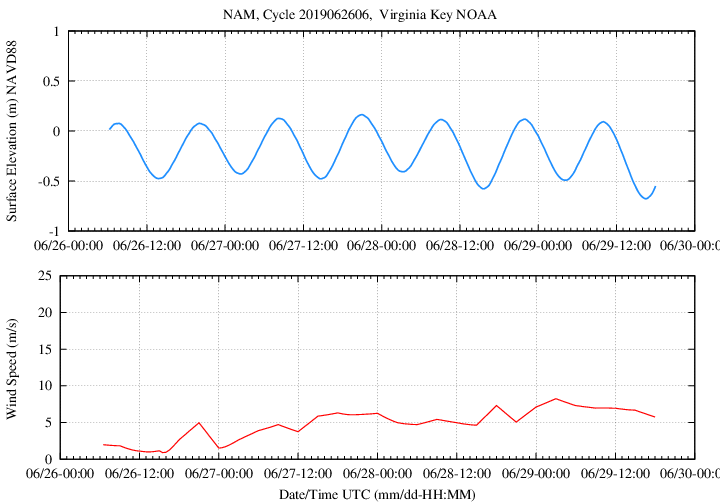 NAM, Cycle 2019062606,  Virginia Key NOAA
Surface Elevation (m) NAVD88
1
0.5
0
-0.5
-1
06/26-00:00 06/26-12:00 06/27-00:00 06/27-12:00 06/28-00:00 06/28-12:00 06/29-00:00 06/29-12:00 06/30-00:00
Wind Speed (m/s)
25
20
15
10
5
0
06/26-00:00 06/26-12:00 06/27-00:00 06/27-12:00 06/28-00:00 06/28-12:00 06/29-00:00 06/29-12:00 06/30-00:00
Date/Time UTC (mm/dd-HH:MM)